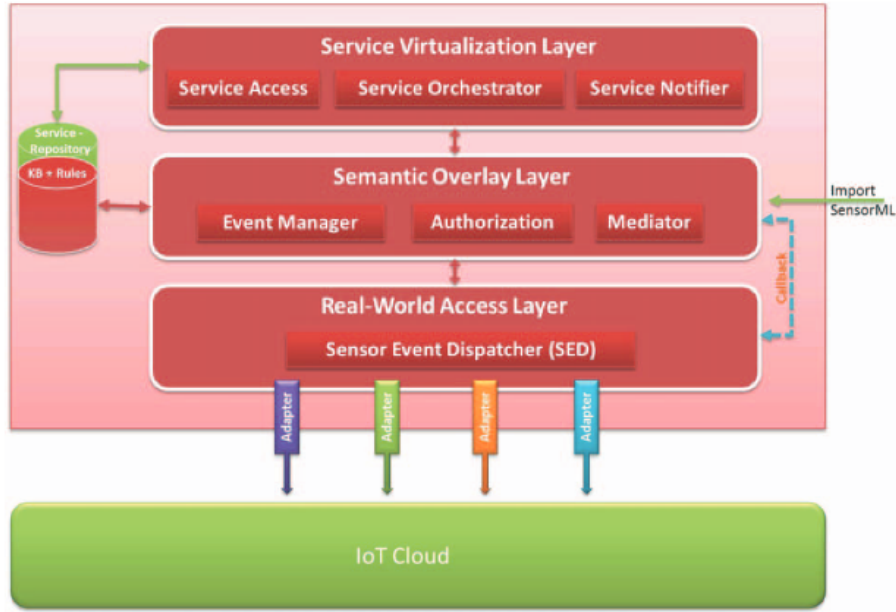 Service Virtualization Layer
Service Access
Service Orchestrator
Service Notifier
Service -
Repository
KB + Rules
Semantic Overlay Layer
Event Manager
Authorization
Mediator
Import
SensorML
Callback
Real-World Access Layer
Sensor Event Dispatcher (SED)
Adapter
Adapter
Adapter
Adapter
IoT Cloud